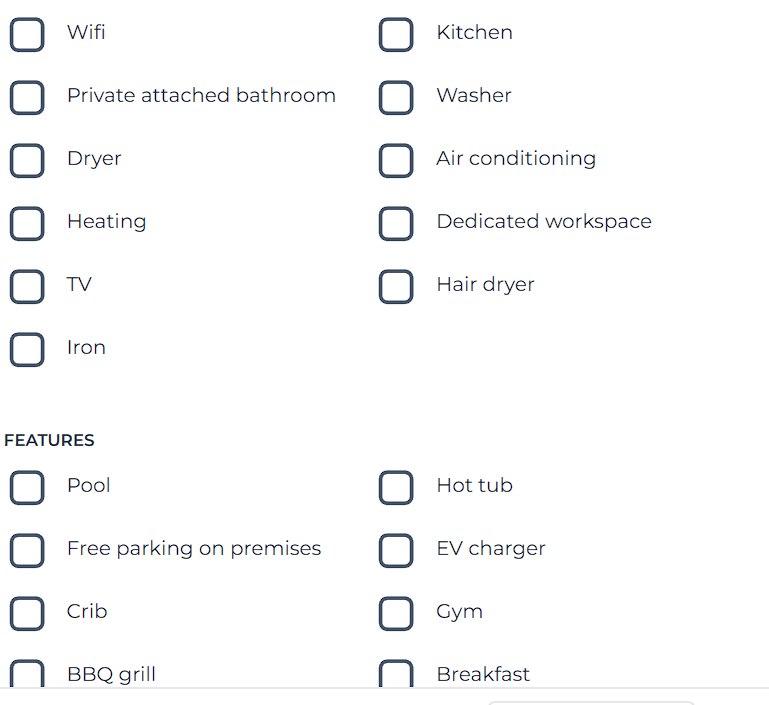 Wifi
Kitchen
Private attached bathroom
Washer
Dryer
Air conditioning
Heating
Dedicated workspace
TV
Hair dryer
Iron
FEATURES
Pool
Hot tub
Free parking on premises
EV charger
Crib
Gym
BBQ grill
Breakfast